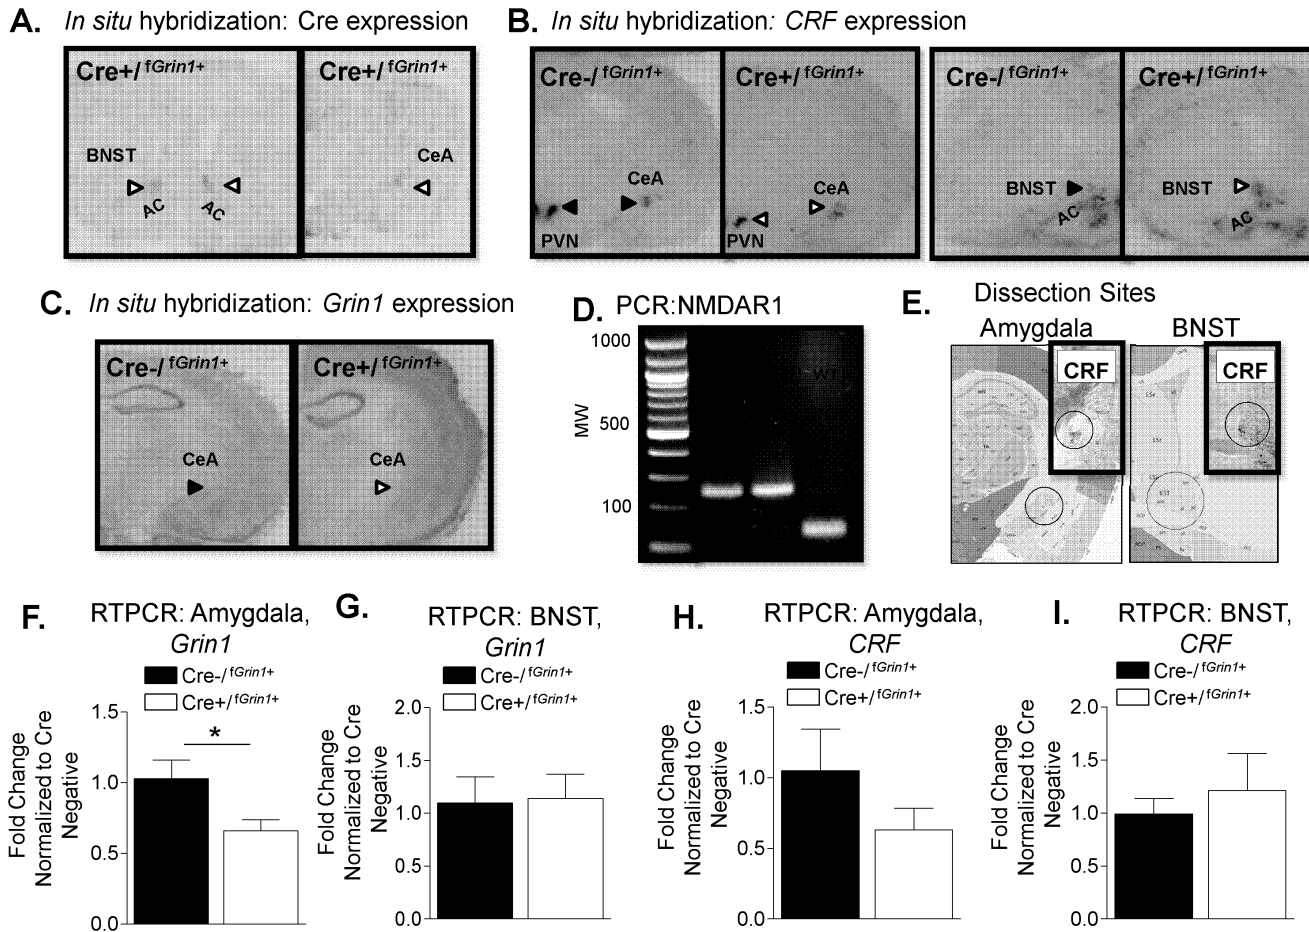 A. In situ hybridization: Cre expression
Cre+/fGrin1+
Cre+/fGrin1+
BNST
CeA
AC
AC
B. In situ hybridization: CRF expression
Cre-/fGrin1+
Cre+/fGrin1+
Cre-/fGrin1+
Cre+/fGrin1+
CeA
CeA
BNST
BNST
PVN
PVN
AC
AC
C. In situ hybridization: Grin1 expression
Cre-/fGrin1+
Cre+/fGrin1+
CeA
CeA
D. PCR:NMDAR1
1000
500
100
MW
WT
E. Dissection Sites
Amygdala
BNST
CRF
CRF
F. RTPCR: Amygdala,
Grin1
Cre-/fGrin1+
Cre+/fGrin1+
Fold Change
Normalized to Cre
Negative
1.5
1.0
0.5
0.0
*
G. RTPCR: BNST,
Grin1
Cre-/fGrin1+
Cre+/fGrin1+
Fold Change
Normalized to Cre
Negative
2.0
1.5
1.0
0.5
0.0
H. RTPCR: Amygdala,
CRF
Cre-/fGrin1+
Cre+/fGrin1+
Fold Change
Normalized to Cre
Negative
1.5
1.0
0.5
0.0
I. RTPCR: BNST,
CRF
Cre-/fGrin1+
Cre+/fGrin1+
Fold Change
Normalized to Cre
Negative
2.0
1.5
1.0
0.5
0.0